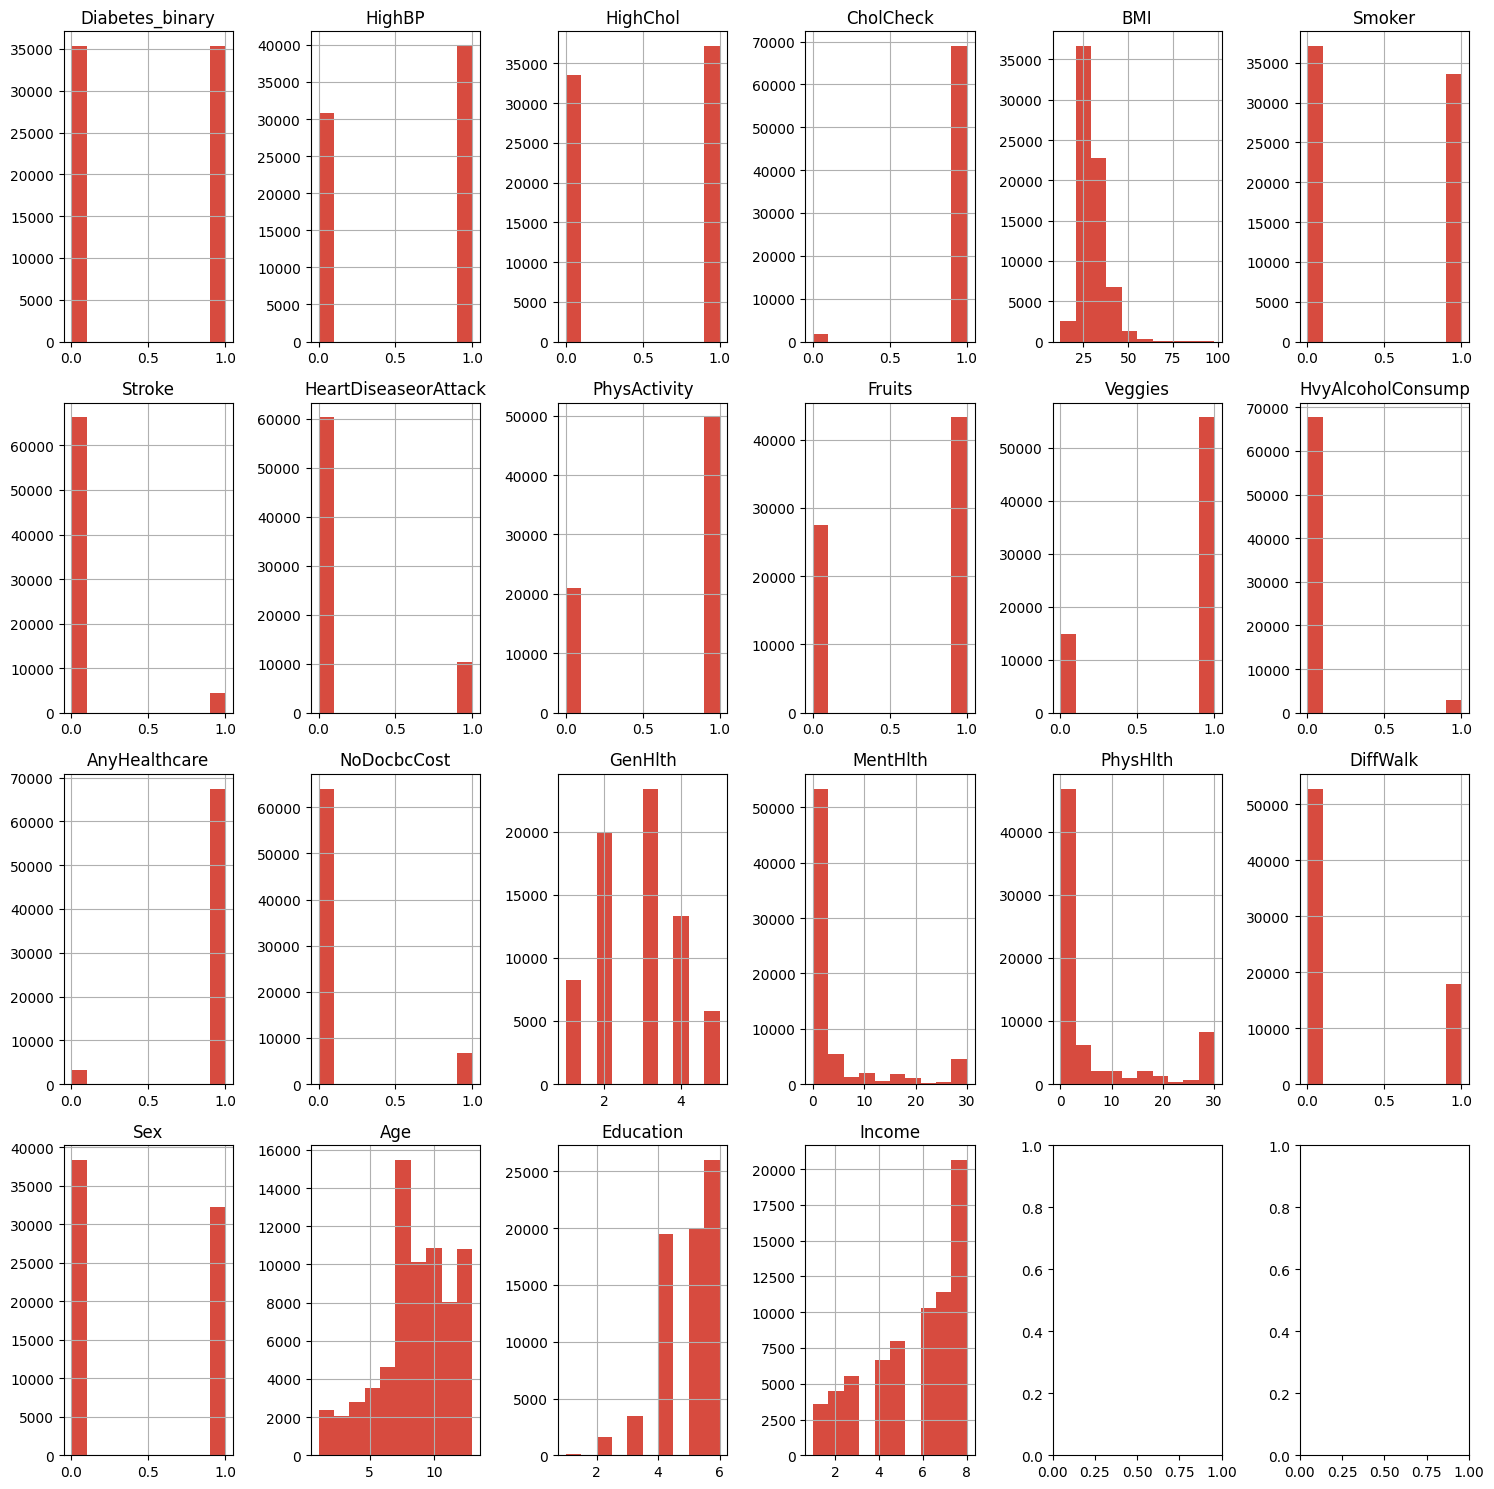 Diabetes_binary HighBP HighChol CholCheck BMI Smoker
35000 30000 25000 20000 15000 10000 5000 0
0.0 0.5 1.0
40000 35000 30000 25000 20000 15000 10000 5000 0
0.0 0.5 1.0
35000 30000 25000 20000 15000 10000 5000 0
0.0 0.5 1.0
70000 60000 50000 40000 30000 20000 10000 0
0.0 0.5 1.0
35000 30000 25000 20000 15000 10000 5000 0
25 50 75 100
35000 30000 25000 20000 15000 10000 5000 0
0.0 0.5 1.0
Stroke HeartDiseaseorAttack PhysActivity Fruits Veggies HvyAlcoholConsump
60000 50000 40000 30000 20000 10000 0
0.0 0.5 1.0
60000 50000 40000 30000 20000 10000 0
0.0 0.5 1.0
50000 40000 30000 20000 10000 0
0.0 0.5 1.0
40000 30000 20000 10000 0
0.0 0.5 1.0
50000 40000 30000 20000 10000 0
0.0 0.5 1.0
70000 60000 50000 40000 30000 20000 10000 0
0.0 0.5 1.0
AnyHealthcare NoDocbcCost GenHlth MentHlth PhysHlth DiffWalk
70000 60000 50000 40000 30000 20000 10000 0
0.0 0.5 1.0
60000 50000 40000 30000 20000 10000 0
0.0 0.5 1.0
20000 15000 10000 5000 0
2 4
50000 40000 30000 20000 10000 0
0 10 20 30
40000 30000 20000 10000 0
0 10 20 30
50000 40000 30000 20000 10000 0
0.0 0.5 1.0
Sex Age Education Income
40000 35000 30000 25000 20000 15000 10000 5000 0
0.0 0.5 1.0
16000 14000 12000 10000 8000 6000 4000 2000 0
5 10
25000 20000 15000 10000 5000 0
2 4 6
20000 17500 15000 12500 10000 7500 5000 2500 0
2 4 6 8
1.0 0.8 0.6 0.4 0.2 0.0
0.00 0.25 0.50 0.75 1.00
1.0 0.8 0.6 0.4 0.2 0.0
0.00 0.25 0.50 0.75 1.00